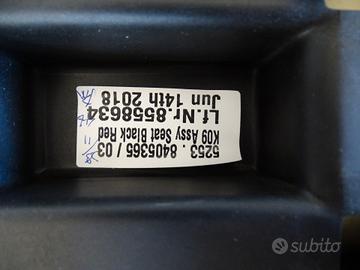 5253 . 8405365 / 03
K09 Assy Seat Black Red
Lf.Nr.8558634
Jun 14th 2018
subito